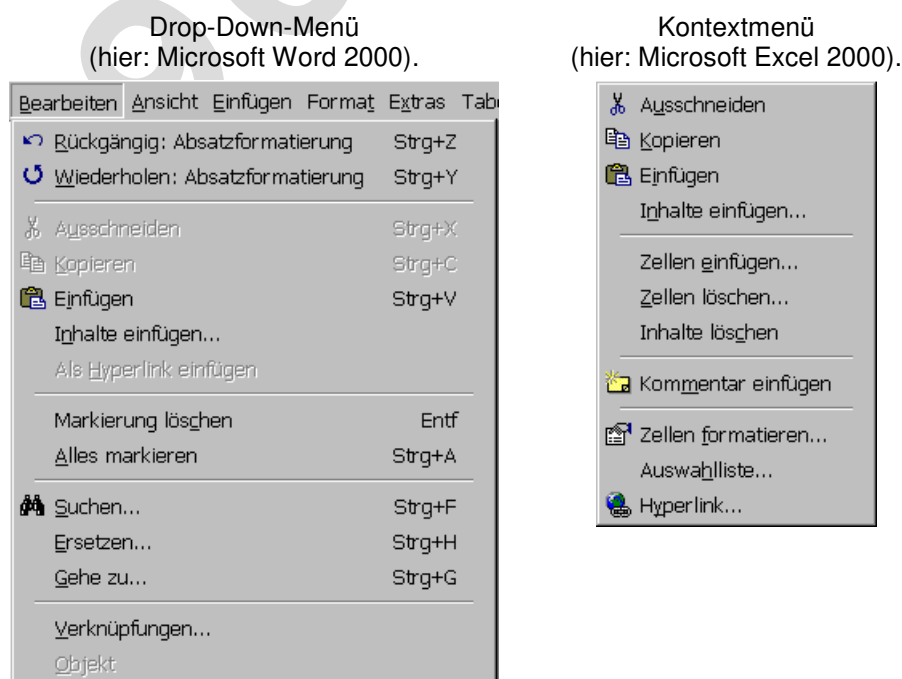 Drop-Down-Menü
(hier: Microsoft Word 2000).
Bearbeiten Ansicht Einfügen Format Extras
Rückgängig: Absatzformatierung Strg+Z
Wiederholen: Absatzformatierung Strg+Y
Ausschneiden Strg+X
Kopieren Strg+C
Einfügen Strg+V
Inhalte einfügen...
Als Hyperlink einfügen
Markierung löschen Entf
Alles markieren Strg+A
Suchen... Strg+F
Ersetzen... Strg+H
Gehe zu... Strg+G
Verknüpfungen...
Objekt
Kontextmenü
(hier: Microsoft Excel 2000).
Ausschneiden
Kopieren
Einfügen
Inhalte einfügen...
Zellen einfügen...
Zellen löschen...
Inhalte löschen
Kommentar einfügen
Zellen formatieren...
Auswahlliste...
Hyperlink...